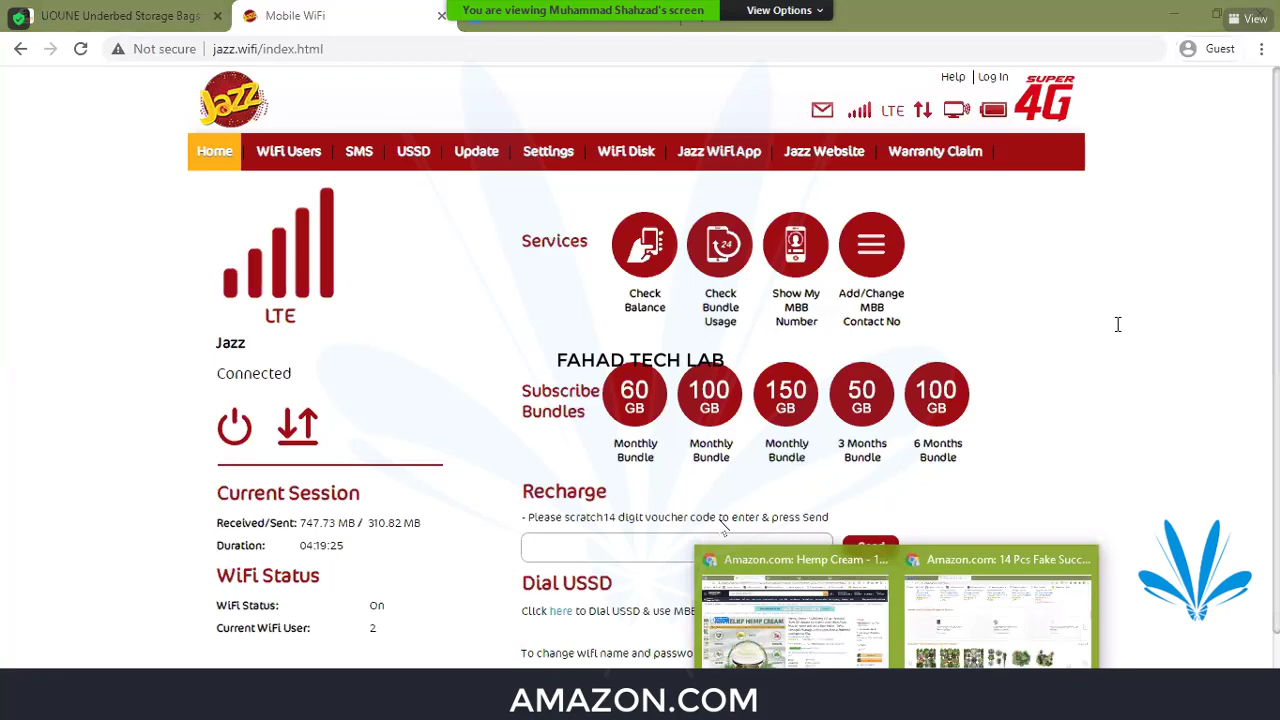 UOUNE Underbed Storage Bags
Mobile WiFi
You are viewing Muhammad Shahzad's screen
View Options
View
Not secure
jazz.wifi/index.html
Guest
Jazz
Help | Log In
SUPER
4G
LTE
Home
WiFi Users
SMS
USSD
Update
Settings
WiFi Disk
Jazz WiFi App
Jazz Website
Warranty Claim
LTE
Jazz
Connected
Services
24
Check Balance
Check Bundle Usage
Show My MBB Number
Add/Change MBB Contact No
FAHAD TECH LAB
Subscribe Bundles
60 GB
100 GB
150 GB
50 GB
100 GB
Monthly Bundle
Monthly Bundle
Monthly Bundle
3 Months Bundle
6 Months Bundle
Current Session
Received/Sent: 747.73 MB / 310.82 MB
Duration: 04:19:25
WiFi Status
WiFi Status: On
Current WiFi User: 2
Recharge
- Please scratch14 digit voucher code to enter & press Send
Dial USSD
Click here to Dial USSD & use MB
To change wifi name and passwo
Amazon.com: Hemp Cream - 1...
Amazon.com: 14 Pcs Fake Succ...
RELIEF HEMP CREAM
AMAZON.COM